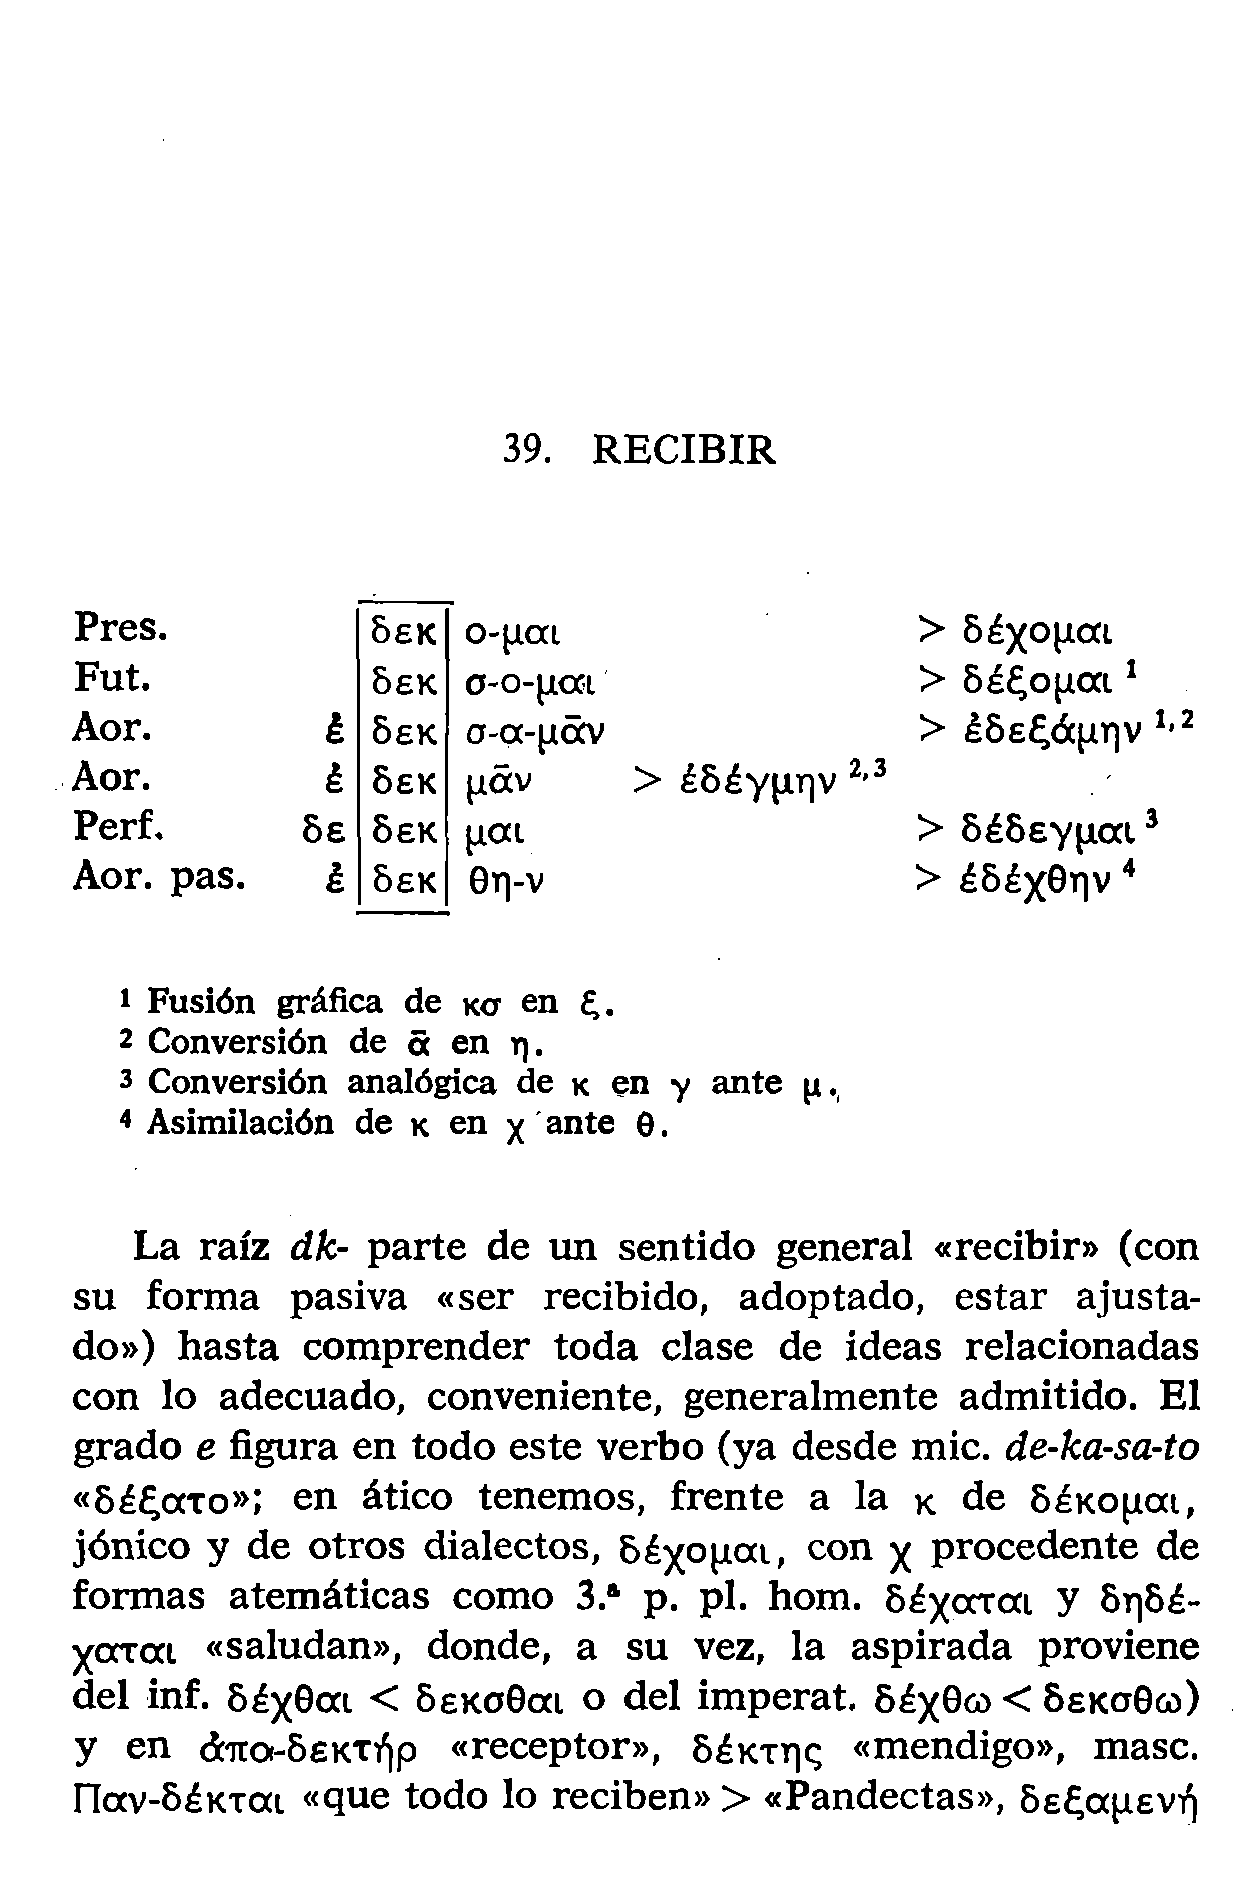 39. RECIBIR
Pres. δεκ ο-μαι > δέχομαι
Fut. δεκ σ-ο-μαι > δέξομαι ¹
Aor. ἐ δεκ σ-α-μᾱν > ἐδεξάμην ¹,²
Aor. ἐ δεκ μᾱν > ἐδέγμην ²,³
Perf. δε δεκ μαι > δέδεγμαι ³
Aor. pas. ἐ δεκ θη-ν > ἐδέχθην ⁴
¹ Fusión gráfica de κσ en ξ.
² Conversión de ᾱ en η.
³ Conversión analógica de κ en γ ante μ.
⁴ Asimilación de κ en χ ante θ.
La raíz dk- parte de un sentido general «recibir» (con
su forma pasiva «ser recibido, adoptado, estar ajusta-
do») hasta comprender toda clase de ideas relacionadas
con lo adecuado, conveniente, generalmente admitido. El
grado e figura en todo este verbo (ya desde mic. de-ka-sa-to
«δέξατο»; en ático tenemos, frente a la κ de δέκομαι,
jónico y de otros dialectos, δέχομαι, con χ procedente de
formas atemáticas como 3.ª p. pl. hom. δέχαται y δηδέ-
χαται «saludan», donde, a su vez, la aspirada proviene
del inf. δέχθαι < δεκσθαι o del imperat. δέχθω < δεκσθω)
y en ἀπο-δεκτήρ «receptor», δέκτης «mendigo», masc.
Παν-δέκται «que todo lo reciben» > «Pandectas», δεξαμενή